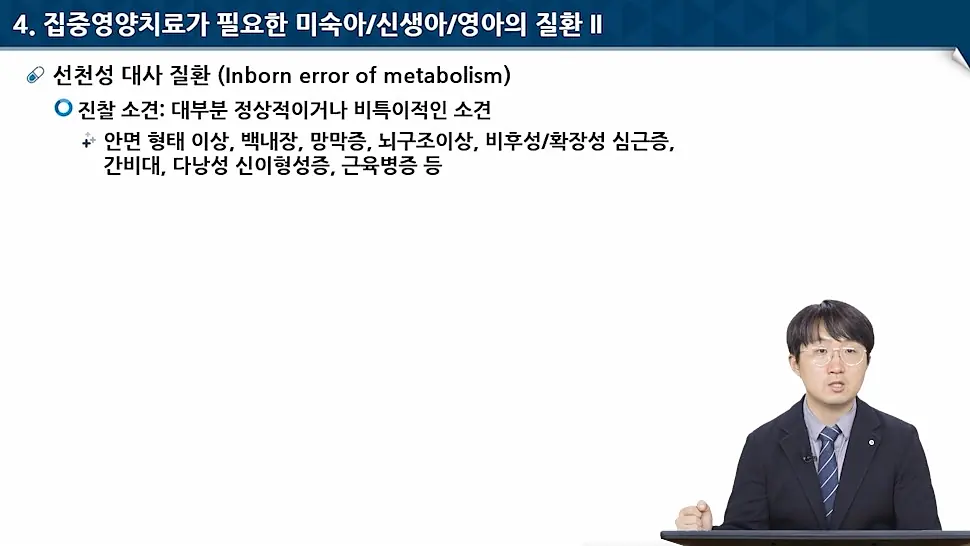 4. 집중영양치료가 필요한 미숙아/신생아/영아의 질환 II
선천성 대사 질환 (Inborn error of metabolism)
진찰 소견: 대부분 정상적이거나 비특이적인 소견
안면 형태 이상, 백내장, 망막증, 뇌구조이상, 비후성/확장성 심근증,
간비대, 다낭성 신이형성증, 근육병증 등